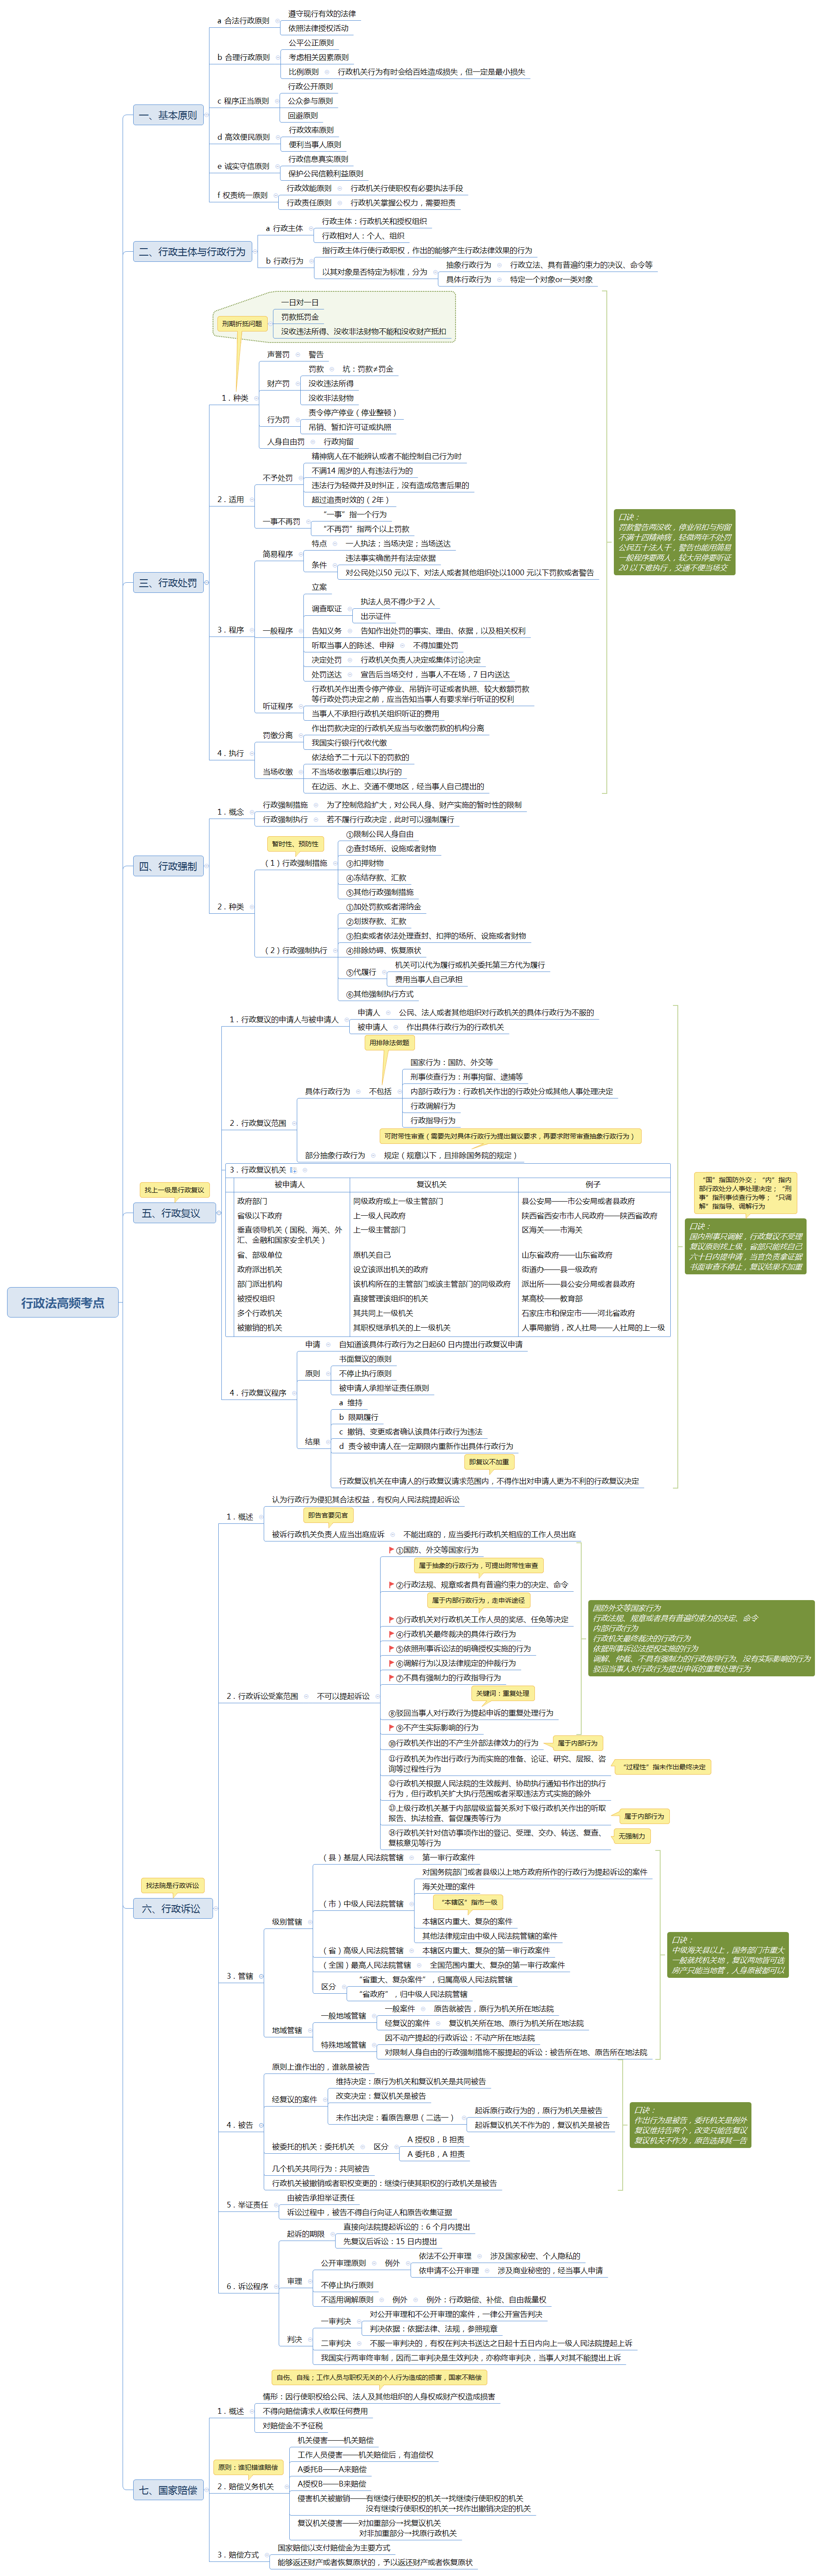 行政法高频考点
一、基本原则
a 合法行政原则
遵守现行有效的法律
依照法律授权活动
b 合理行政原则
公平公正原则
考虑相关因素原则
比例原则
行政机关行为有时会给百姓造成损失，但一定是最小损失
c 程序正当原则
行政公开原则
公众参与原则
回避原则
d 高效便民原则
行政效率原则
便利当事人原则
e 诚实守信原则
行政信息真实原则
保护公民信赖利益原则
f 权责统一原则
行政效能原则
行政机关行使职权有必要执法手段
行政责任原则
行政机关掌握公权力，需要担责
二、行政主体与行政行为
a 行政主体
行政主体：行政机关和授权组织
行政相对人：个人、组织
b 行政行为
指行政主体行使行政职权，作出的能够产生行政法律效果的行为
以其对象是否特定为标准，分为
抽象行政行为
行政立法、具有普遍约束力的决议、命令等
具体行政行为
特定一个对象or一类对象
三、行政处罚
刑期折抵问题
一日对一日
罚款抵罚金
没收违法所得、没收非法财物不能和没收财产抵扣
1．种类
声誉罚
警告
财产罚
罚款
坑：罚款≠罚金
没收违法所得
没收非法财物
行为罚
责令停产停业（停业整顿）
吊销、暂扣许可证或执照
人身自由罚
行政拘留
2．适用
不予处罚
精神病人在不能辨认或者不能控制自己行为时
不满14 周岁的人有违法行为的
违法行为轻微并及时纠正，没有造成危害后果的
超过追责时效的（2年）
一事不再罚
“一事”指一个行为
“不再罚”指两个以上罚款
3．程序
简易程序
特点
一人执法；当场决定；当场送达
条件
违法事实确凿并有法定依据
对公民处以50 元以下、对法人或者其他组织处以1000 元以下罚款或者警告
一般程序
立案
调查取证
执法人员不得少于2 人
出示证件
告知义务
告知作出处罚的事实、理由、依据，以及相关权利
听取当事人的陈述、申辩
不得加重处罚
决定处罚
行政机关负责人决定或集体讨论决定
处罚送达
宣告后当场交付，当事人不在场，7 日内送达
听证程序
行政机关作出责令停产停业、吊销许可证或者执照、较大数额罚款
等行政处罚决定之前，应当告知当事人有要求举行听证的权利
当事人不承担行政机关组织听证的费用
4．执行
罚缴分离
作出罚款决定的行政机关应当与收缴罚款的机构分离
我国实行银行代收代缴
当场收缴
依法给予二十元以下的罚款的
不当场收缴事后难以执行的
在边远、水上、交通不便地区，经当事人自己提出的
口诀：
罚款警告两没收，停业吊扣与拘留
不满十四精神病，轻微两年不处罚
公民五十法人千，警告也能用简易
一般程序要两人，较大吊停要听证
20 以下难执行，交通不便当场交
四、行政强制
1．概念
行政强制措施
为了控制危险扩大，对公民人身、财产实施的暂时性的限制
行政强制执行
若不履行行政决定，此时可以强制履行
2．种类
暂时性、预防性
（1）行政强制措施
①限制公民人身自由
②查封场所、设施或者财物
③扣押财物
④冻结存款、汇款
⑤其他行政强制措施
（2）行政强制执行
①加处罚款或者滞纳金
②划拨存款、汇款
③拍卖或者依法处理查封、扣押的场所、设施或者财物
④排除妨碍、恢复原状
⑤代履行
机关可以代为履行或机关委托第三方代为履行
费用当事人自己承担
⑥其他强制执行方式
找上一级是行政复议
五、行政复议
1．行政复议的申请人与被申请人
申请人
公民、法人或者其他组织对行政机关的具体行政行为不服的
被申请人
作出具体行政行为的行政机关
2．行政复议范围
用排除法做题
具体行政行为
不包括
国家行为：国防、外交等
刑事侦查行为：刑事拘留、逮捕等
内部行政行为：行政机关作出的行政处分或其他人事处理决定
行政调解行为
行政指导行为
可附带性审查（需要先对具体行政行为提出复议要求，再要求附带审查抽象行政行为）
部分抽象行政行为
规定（规章以下，且排除国务院的规定）
3．行政复议机关
被申请人 复议机关 例子
政府部门 同级政府或上一级主管部门 县公安局——市公安局或者县政府
省级以下政府 上一级人民政府 陕西省西安市市人民政府——陕西省政府
垂直领导机关（国税、海关、外汇、金融和国家安全机关） 上一级主管部门 区海关——市海关
省、部级单位 原机关自己 山东省政府——山东省政府
政府派出机关 设立该派出机关的政府 街道办——县一级政府
部门派出机构 该机构所在的主管部门或该主管部门的同级政府 派出所——县公安分局或者县政府
被授权组织 直接管理该组织的机关 某高校——教育部
多个行政机关 其共同上一级机关 石家庄市和保定市——河北省政府
被撤销的机关 其职权继承机关的上一级机关 人事局撤销，改人社局——人社局的上一级
4．行政复议程序
申请
自知道该具体行政行为之日起60 日内提出行政复议申请
原则
书面复议的原则
不停止执行原则
被申请人承担举证责任原则
结果
a 维持
b 限期履行
c 撤销、变更或者确认该具体行政行为违法
d 责令被申请人在一定期限内重新作出具体行政行为
即复议不加重
行政复议机关在申请人的行政复议请求范围内，不得作出对申请人更为不利的行政复议决定
“国”指国防外交；“内”指内部行政处分人事处理决定；“刑事”指刑事侦查行为等；“只调解”指指导、调解行为
口诀：
国内刑事只调解，行政复议不受理
复议原则找上级，省部只能找自己
六十日内提申请，当官负责拿证据
书面审查不停止，复议结果不加重
找法院是行政诉讼
六、行政诉讼
1．概述
认为行政行为侵犯其合法权益，有权向人民法院提起诉讼
即告官要见官
被诉行政机关负责人应当出庭应诉
不能出庭的，应当委托行政机关相应的工作人员出庭
2．行政诉讼受案范围
不可以提起诉讼
①国防、外交等国家行为
属于抽象的行政行为，可提出附带性审查
②行政法规、规章或者具有普遍约束力的决定、命令
属于内部行政行为，走申诉途径
③行政机关对行政机关工作人员的奖惩、任免等决定
④行政机关最终裁决的具体行政行为
⑤依照刑事诉讼法的明确授权实施的行为
⑥调解行为以及法律规定的仲裁行为
⑦不具有强制力的行政指导行为
关键词：重复处理
⑧驳回当事人对行政行为提起申诉的重复处理行为
⑨不产生实际影响的行为
⑩行政机关作出的不产生外部法律效力的行为
属于内部行为
⑪行政机关为作出行政行为而实施的准备、论证、研究、层报、咨
询等过程性行为
“过程性”指未作出最终决定
⑫行政机关根据人民法院的生效裁判、协助执行通知书作出的执行
行为，但行政机关扩大执行范围或者采取违法方式实施的除外
⑬上级行政机关基于内部层级监督关系对下级行政机关作出的听取
报告、执法检查、督促履责等行为
属于内部行为
⑭行政机关针对信访事项作出的登记、受理、交办、转送、复查、
复核意见等行为
无强制力
国防外交等国家行为
行政法规、规章或者具有普遍约束力的决定、命令
内部行政行为
行政机关最终裁决的行政行为
依据刑事诉讼法授权实施的行为
调解、仲裁、不具有强制力的行政指导行为、没有实际影响的行为
驳回当事人对行政行为提出申诉的重复处理行为
3．管辖
级别管辖
（县）基层人民法院管辖
第一审行政案件
（市）中级人民法院管辖
对国务院部门或者县级以上地方政府所作的行政行为提起诉讼的案件
海关处理的案件
“本辖区”指市一级
本辖区内重大、复杂的案件
其他法律规定由中级人民法院管辖的案件
（省）高级人民法院管辖
本辖区内重大、复杂的第一审行政案件
（全国）最高人民法院管辖
全国范围内重大、复杂的第一审行政案件
区分
“省重大、复杂案件”，归属高级人民法院管辖
“省政府”，归中级人民法院管辖
地域管辖
一般地域管辖
一般案件
原告就被告，原行为机关所在地法院
经复议的案件
复议机关所在地、原行为机关所在地法院
特殊地域管辖
因不动产提起的行政诉讼：不动产所在地法院
对限制人身自由的行政强制措施不服提起的诉讼：被告所在地、原告所在地法院
口诀：
中级海关县以上，国务部门市重大
一般就找机关地，复议两地皆可选
房产只能当地管，人身原被都可以
4．被告
原则上谁作出的，谁就是被告
经复议的案件
维持决定：原行为机关和复议机关是共同被告
改变决定：复议机关是被告
未作出决定：看原告意思（二选一）
起诉原行政行为的，原行为机关是被告
起诉复议机关不作为的，复议机关是被告
被委托的机关：委托机关
区分
A 授权B，B 担责
A 委托B，A 担责
几个机关共同行为：共同被告
行政机关被撤销或者职权变更的：继续行使其职权的行政机关是被告
口诀：
作出行为是被告，委托机关是例外
复议维持告两个，改变只能告复议
复议机关不作为，原告选择其一告
5．举证责任
由被告承担举证责任
诉讼过程中，被告不得自行向证人和原告收集证据
6．诉讼程序
起诉的期限
直接向法院提起诉讼的：6 个月内提出
先复议后诉讼：15 日内提出
审理
公开审理原则
例外
依法不公开审理
涉及国家秘密、个人隐私的
依申请不公开审理
涉及商业秘密的，经当事人申请
不停止执行原则
不适用调解原则
例外
例外：行政赔偿、补偿、自由裁量权
判决
一审判决
对公开审理和不公开审理的案件，一律公开宣告判决
判决依据：依据法律、法规，参照规章
二审判决
不服一审判决的，有权在判决书送达之日起十五日内向上一级人民法院提起上诉
我国实行两审终审制，因而二审判决是生效判决，亦称终审判决，当事人对其不能提出上诉
七、国家赔偿
自伤、自残；工作人员与职权无关的个人行为造成的损害，国家不赔偿
1．概述
情形：因行使职权给公民、法人及其他组织的人身权或财产权造成损害
不得向赔偿请求人收取任何费用
对赔偿金不予征税
原则：谁犯错谁赔偿
2．赔偿义务机关
机关侵害——机关赔偿
工作人员侵害——机关赔偿后，有追偿权
A委托B——A来赔偿
A授权B——B来赔偿
侵害机关被撤销——有继续行使职权的机关→找继续行使职权的机关
没有继续行使职权的机关→找作出撤销决定的机关
复议机关侵害——对加重部分→找复议机关
对非加重部分→找原行政机关
3．赔偿方式
国家赔偿以支付赔偿金为主要方式
能够返还财产或者恢复原状的，予以返还财产或者恢复原状